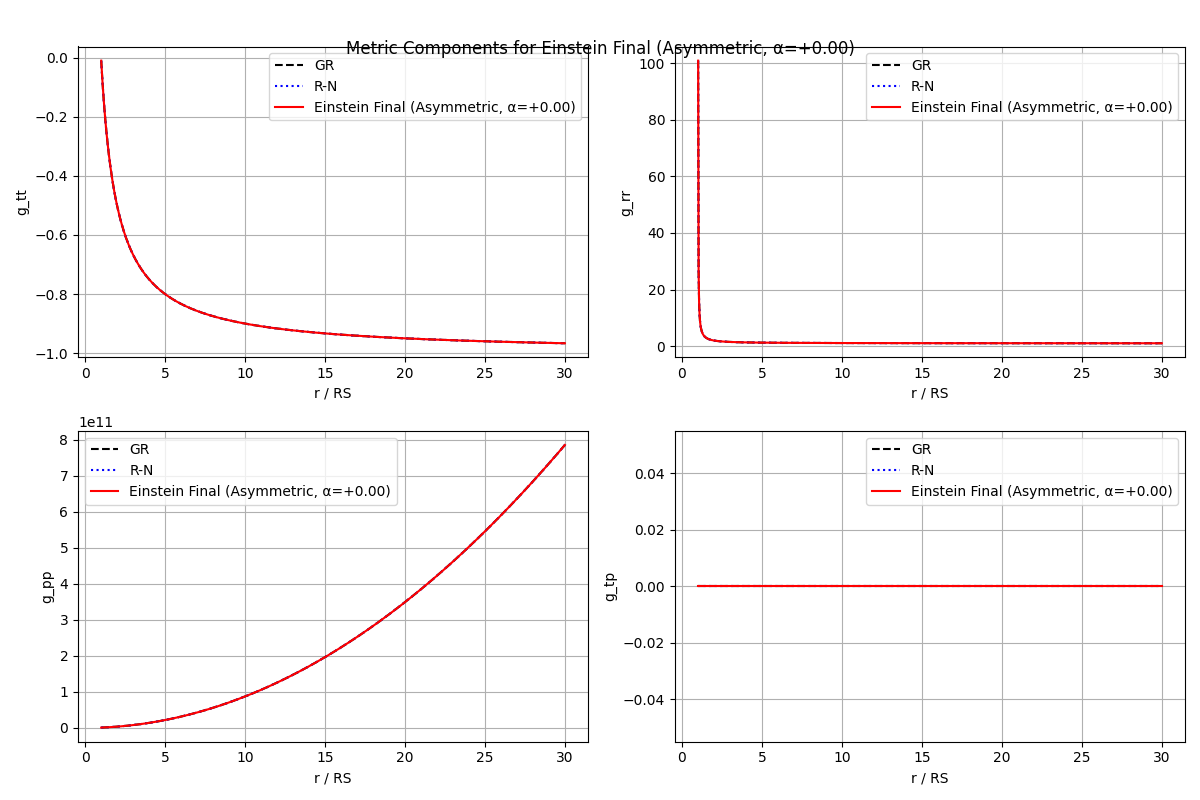 Metric Components for Einstein Final (Asymmetric, α=+0.00)
0.0
−0.2
−0.4
−0.6
−0.8
−1.0
g_tt
GR
R-N
Einstein Final (Asymmetric, α=+0.00)
0 5 10 15 20 25 30
r / RS
100
80
60
40
20
0
g_rr
GR
R-N
Einstein Final (Asymmetric, α=+0.00)
0 5 10 15 20 25 30
r / RS
1e11
8
7
6
5
4
3
2
1
0
g_pp
GR
R-N
Einstein Final (Asymmetric, α=+0.00)
0 5 10 15 20 25 30
r / RS
0.04
0.02
0.00
−0.02
−0.04
g_tp
GR
R-N
Einstein Final (Asymmetric, α=+0.00)
0 5 10 15 20 25 30
r / RS